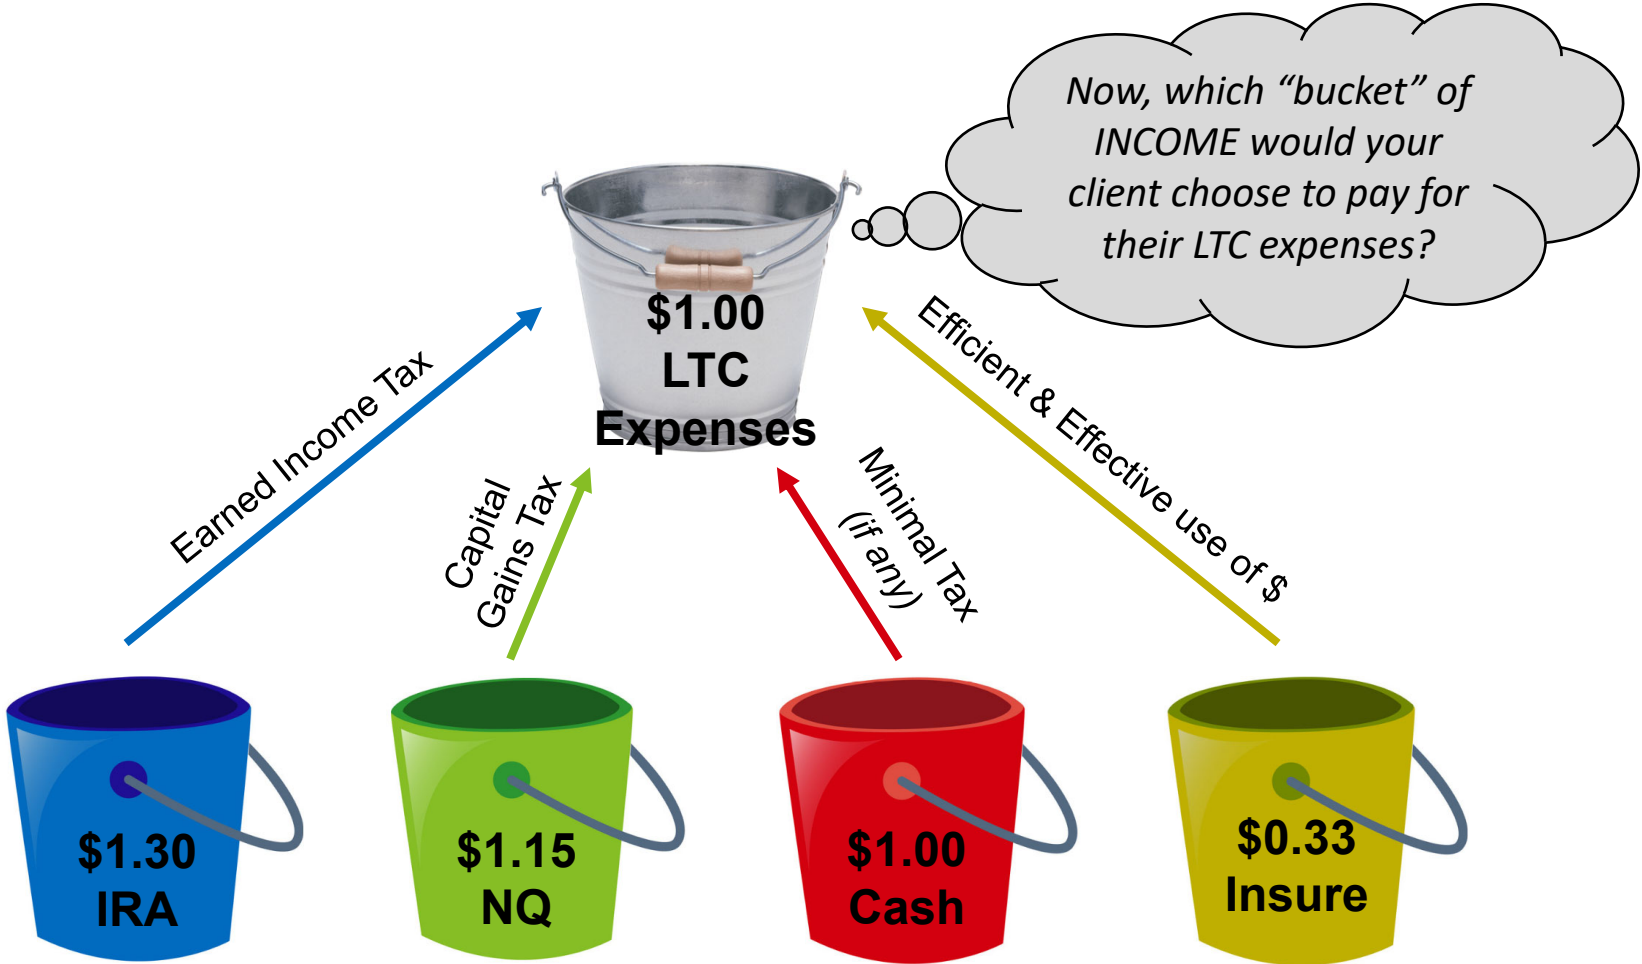 Now, which “bucket” of
INCOME would your
client choose to pay for
their LTC expenses?
$1.00
LTC
Expenses
Earned Income Tax
Capital
Gains Tax
Minimal Tax
(if any)
Efficient & Effective use of $
$1.30
IRA
$1.15
NQ
$1.00
Cash
$0.33
Insure